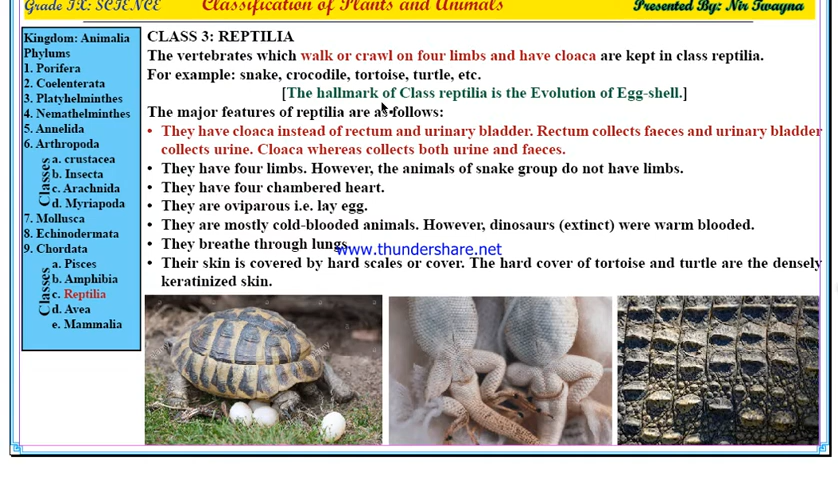 Grade IX: SCIENCE
Classification of Plants and Animals
Presented By: Nir Twayna
Kingdom: Animalia
Phylums
1. Porifera
2. Coelenterata
3. Platyhelminthes
4. Nemathelminthes
5. Annelida
6. Arthropoda
Classes
a. crustacea
b. Insecta
c. Arachnida
d. Myriapoda
7. Mollusca
8. Echinodermata
9. Chordata
Classes
a. Pisces
b. Amphibia
c. Reptilia
d. Avea
e. Mammalia
CLASS 3: REPTILIA
The vertebrates which walk or crawl on four limbs and have cloaca are kept in class reptilia.
For example: snake, crocodile, tortoise, turtle, etc.
[The hallmark of Class reptilia is the Evolution of Egg-shell.]
The major features of reptilia are as follows:
• They have cloaca instead of rectum and urinary bladder. Rectum collects faeces and urinary bladder
collects urine. Cloaca whereas collects both urine and faeces.
• They have four limbs. However, the animals of snake group do not have limbs.
• They have four chambered heart.
• They are oviparous i.e. lay egg.
• They are mostly cold-blooded animals. However, dinosaurs (extinct) were warm blooded.
• They breathe through lungs
www.thundershare.net
• Their skin is covered by hard scales or cover. The hard cover of tortoise and turtle are the densely
keratinized skin.